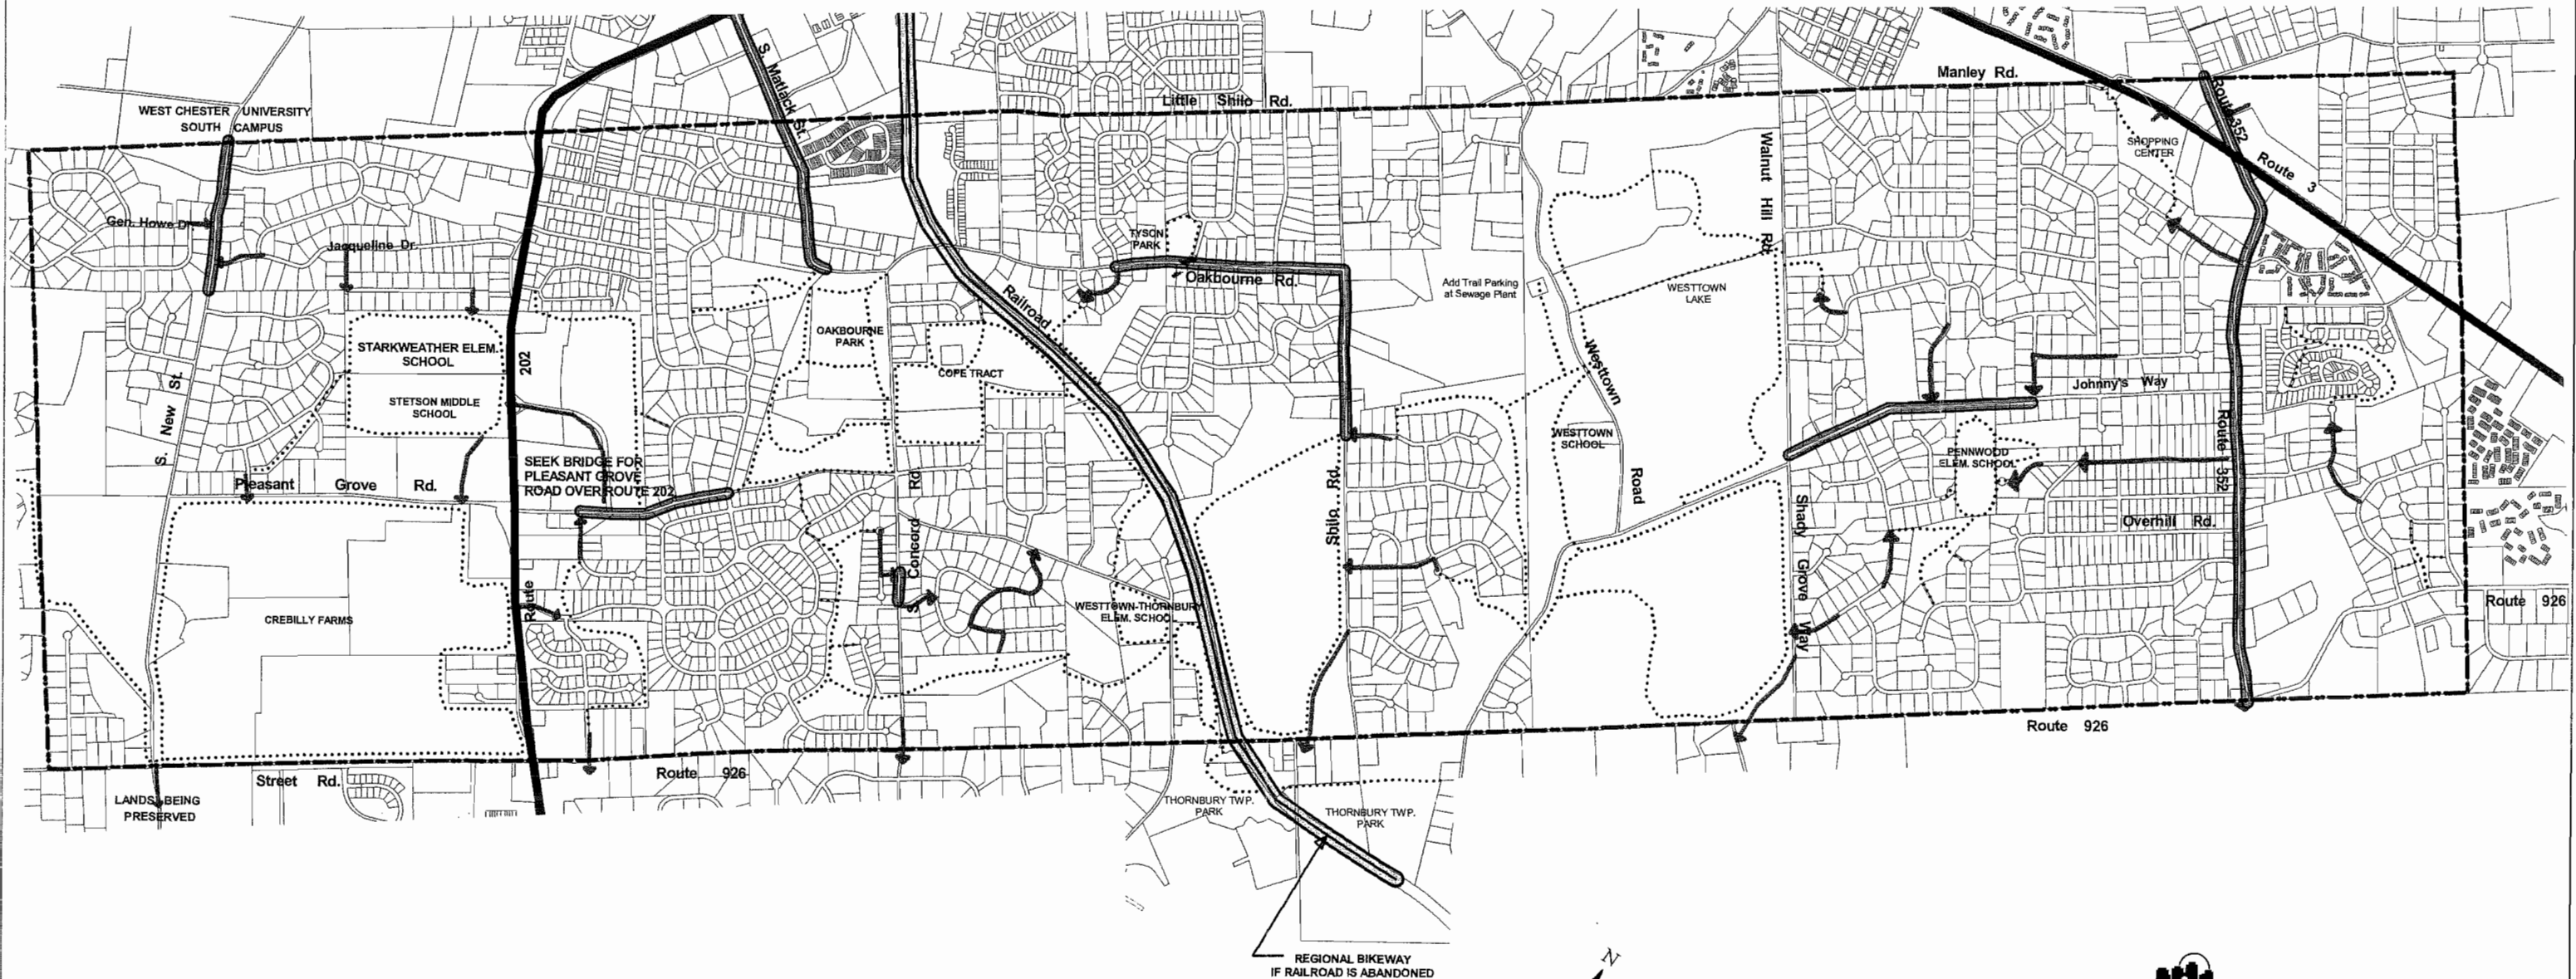 Manley Rd.
S. Matlack St.
Little Shilo Rd.
WEST CHESTER UNIVERSITY
SOUTH CAMPUS
Route 352
SHOPPING
CENTER
Route 3
Walnut Hill Rd.
Gen. Howe Dr.
Jacqueline Dr.
TYSON
PARK
Oakbourne Rd.
Add Trail Parking
at Sewage Plant
WESTTOWN
LAKE
Railroad
OAKBOURNE
PARK
STARKWEATHER ELEM.
SCHOOL
202
COPE TRACT
Westtown
Johnny's Way
STETSON MIDDLE
SCHOOL
S. New St.
WESTTOWN
SCHOOL
Route 352
PENNWOOD
ELEM. SCHOOL
SEEK BRIDGE FOR
PLEASANT GROVE
ROAD OVER ROUTE 202
Pleasant Grove Rd.
S. Concord Rd.
Shilo Rd.
Road
Shady Grove Way
Overhill Rd.
Route
CREBILLY FARMS
WESTTOWN-THORNBURY
ELEM. SCHOOL
Route 926
Route 926
Street Rd.
Route 926
LANDS BEING
PRESERVED
THORNBURY TWP.
PARK
THORNBURY TWP.
PARK
REGIONAL BIKEWAY
IF RAILROAD IS ABANDONED
N